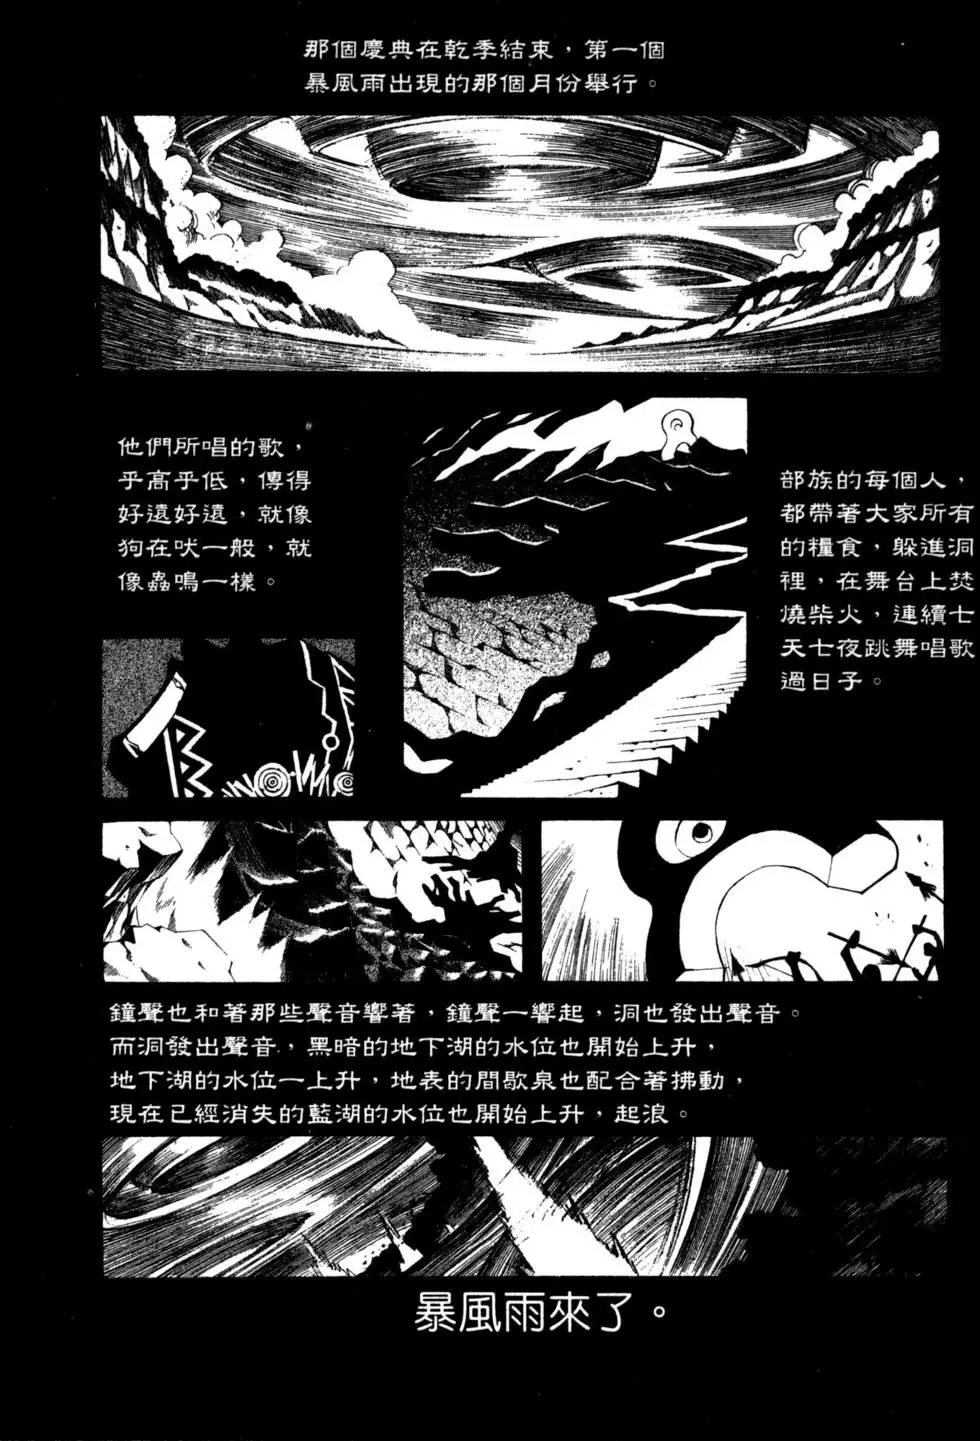 那個慶典在乾季結束，第一個
暴風雨出現的那個月份舉行。
部族的每個人，
都帶著大家所有
的糧食，躲進洞
裡，在舞台上焚
燒柴火，連續七
天七夜跳舞唱歌
過日子。
他們所唱的歌，
乎高乎低，傳得
好遠好遠，就像
狗在吠一般，就
像蟲鳴一樣。
鐘聲也和著那些聲音響著，鐘聲一響起，洞也發出聲音。
而洞發出聲音，黑暗的地下湖的水位也開始上升，
地下湖的水位一上升，地表的間歇泉也配合著拂動，
現在已經消失的藍湖的水位也開始上升，起浪。
暴風雨來了。